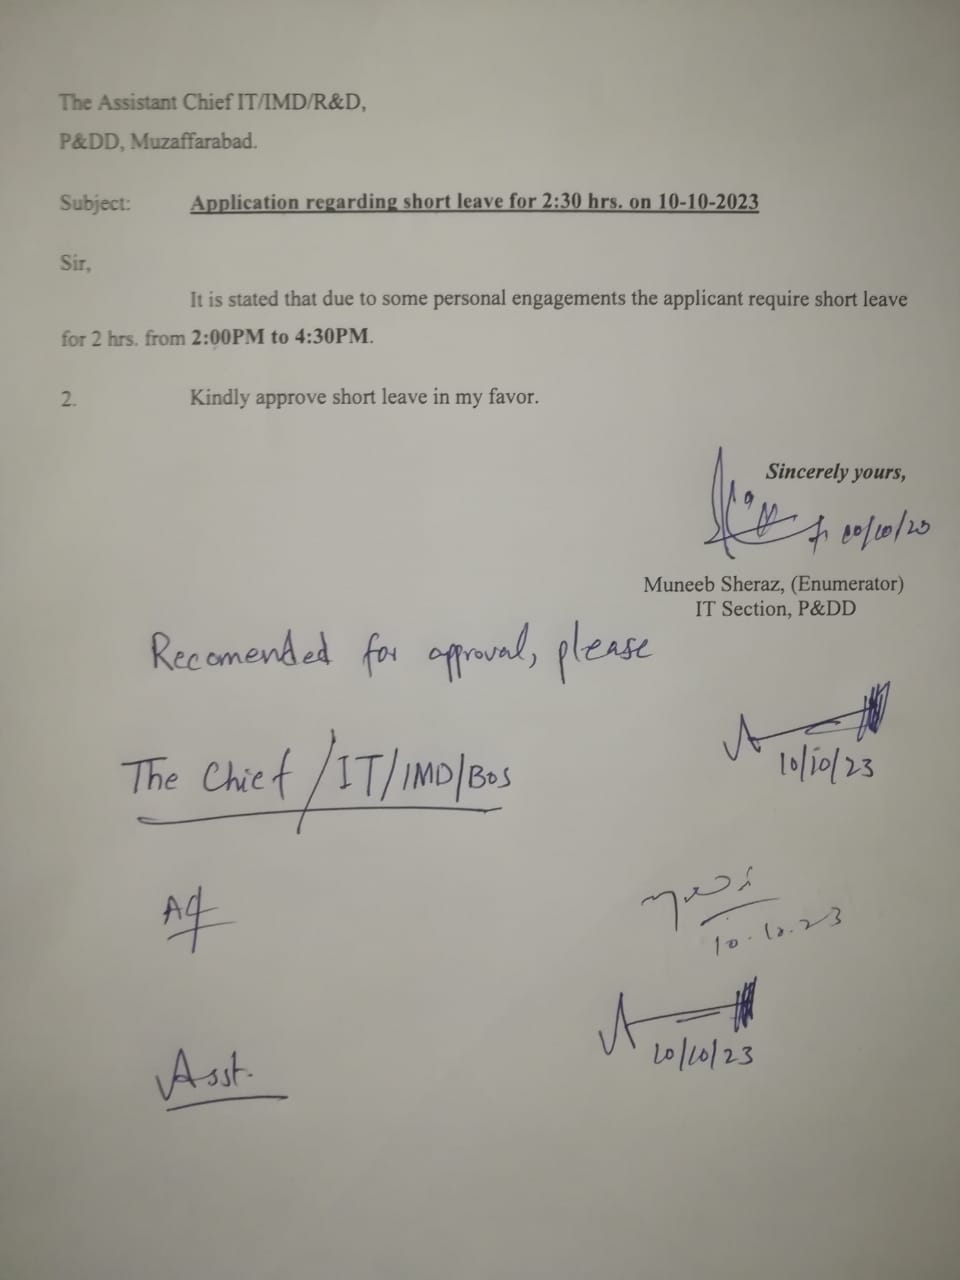 The Assistant Chief IT/IMD/R&D,
P&DD, Muzaffarabad.
Subject: Application regarding short leave for 2:30 hrs. on 10-10-2023
Sir,
It is stated that due to some personal engagements the applicant require short leave
for 2 hrs. from 2:00PM to 4:30PM.
2. Kindly approve short leave in my favor.
Sincerely yours,
Muneeb Sheraz, (Enumerator)
IT Section, P&DD
Recomended for approval, please
10/10/23
The Chief/IT/IMD/BoS
10.10.23
10/10/23
Asst.